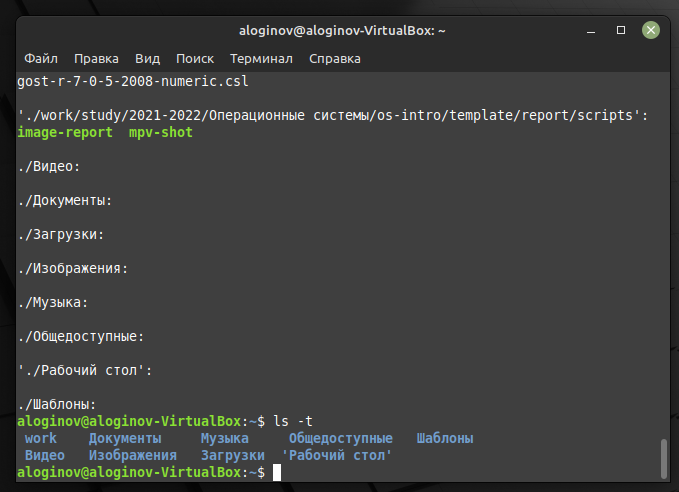 aloginov@aloginov-VirtualBox: ~
Файл Правка Вид Поиск Терминал Справка
gost-r-7-0-5-2008-numeric.csl
'./work/study/2021-2022/Операционные системы/os-intro/template/report/scripts':
image-report mpv-shot
./Видео:
./Документы:
./Загрузки:
./Изображения:
./Музыка:
./Общедоступные:
'./Рабочий стол':
./Шаблоны:
aloginov@aloginov-VirtualBox:~$ ls -t
work Документы Музыка Общедоступные Шаблоны
Видео Изображения Загрузки 'Рабочий стол'
aloginov@aloginov-VirtualBox:~$